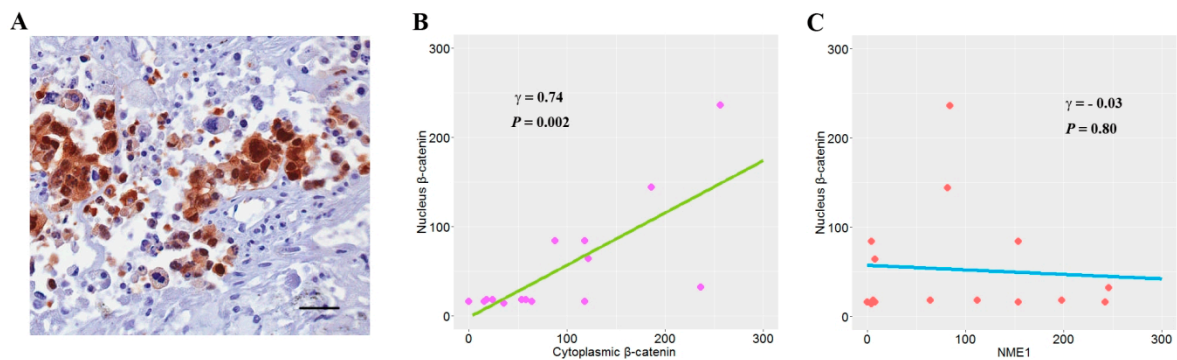 A
B
300
200
100
0
Nucleus β-catenin
γ = 0.74
P = 0.002
0
100
200
300
Cytoplasmic β-catenin
C
300
200
100
0
Nucleus β-catenin
γ = - 0.03
P = 0.80
0
100
200
300
NME1